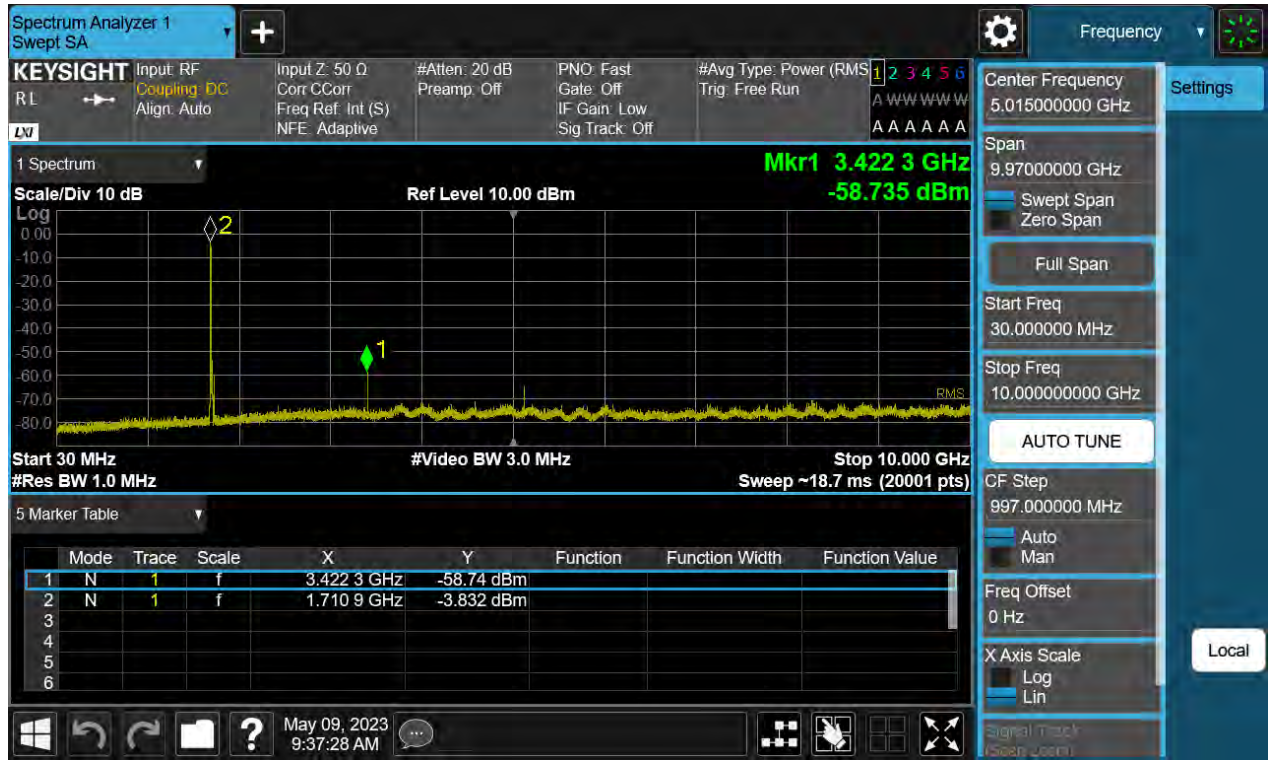 Spectrum Analyzer 1
Swept SA
Frequency
KEYSIGHT
RL
LXI
Input: RF
Coupling: DC
Align: Auto
Input Z: 50 Ω
Corr CCorr
Freq Ref: Int (S)
NFE: Adaptive
#Atten: 20 dB
Preamp: Off
PNO: Fast
Gate: Off
IF Gain: Low
Sig Track: Off
#Avg Type: Power (RMS
Trig: Free Run
1 2 3 4 5 6
A W W W W W
A A A A A A
1 Spectrum
Mkr1 3.422 3 GHz
Scale/Div 10 dB
Ref Level 10.00 dBm
-58.735 dBm
Log
0.00
-10.0
-20.0
-30.0
-40.0
-50.0
-60.0
-70.0
-80.0
2
1
RMS
Start 30 MHz
#Video BW 3.0 MHz
Stop 10.000 GHz
#Res BW 1.0 MHz
Sweep ~18.7 ms (20001 pts)
5 Marker Table
Mode Trace Scale X Y Function Function Width Function Value
1 N 1 f 3.422 3 GHz -58.74 dBm
2 N 1 f 1.710 9 GHz -3.832 dBm
3
4
5
6
May 09, 2023
9:37:28 AM
Center Frequency
5.015000000 GHz
Settings
Span
9.97000000 GHz
Swept Span
Zero Span
Full Span
Start Freq
30.000000 MHz
Stop Freq
10.000000000 GHz
AUTO TUNE
CF Step
997.000000 MHz
Auto
Man
Freq Offset
0 Hz
X Axis Scale
Log
Lin
Local
Signal Track
(Span Zoom)